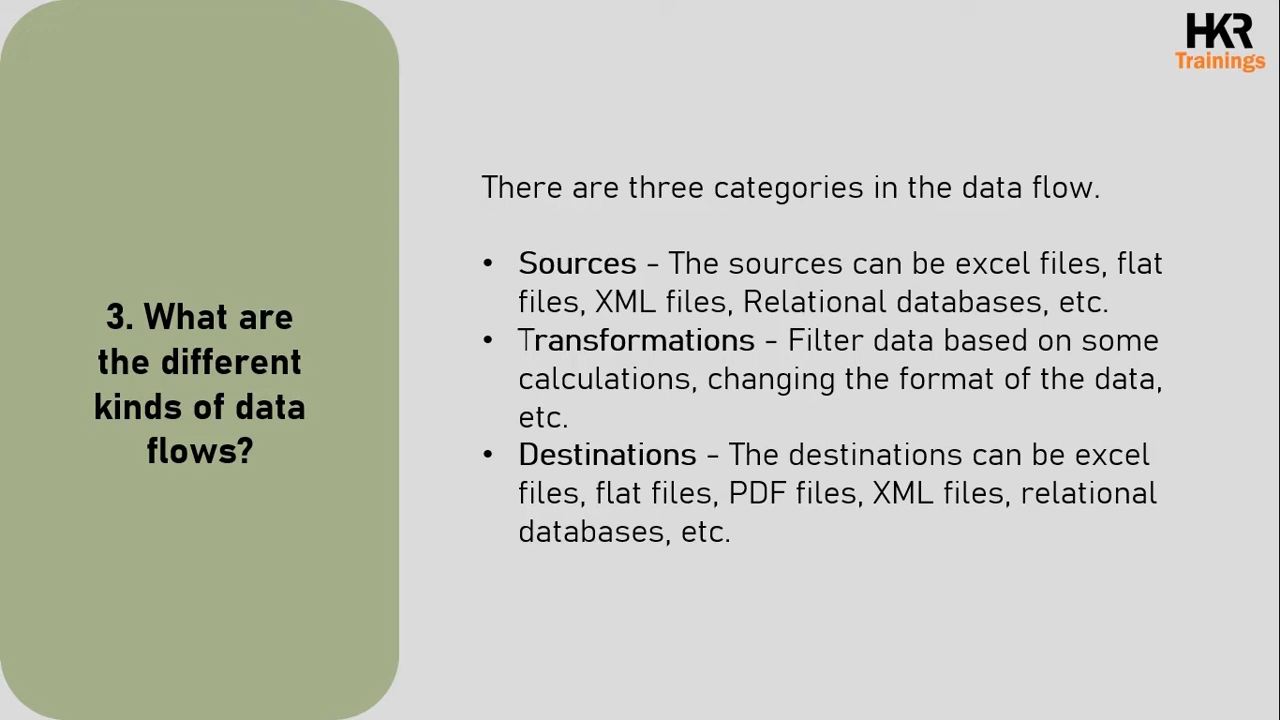 HKR
Trainings
3. What are
the different
kinds of data
flows?
There are three categories in the data flow.
• Sources - The sources can be excel files, flat
files, XML files, Relational databases, etc.
• Transformations - Filter data based on some
calculations, changing the format of the data,
etc.
• Destinations - The destinations can be excel
files, flat files, PDF files, XML files, relational
databases, etc.